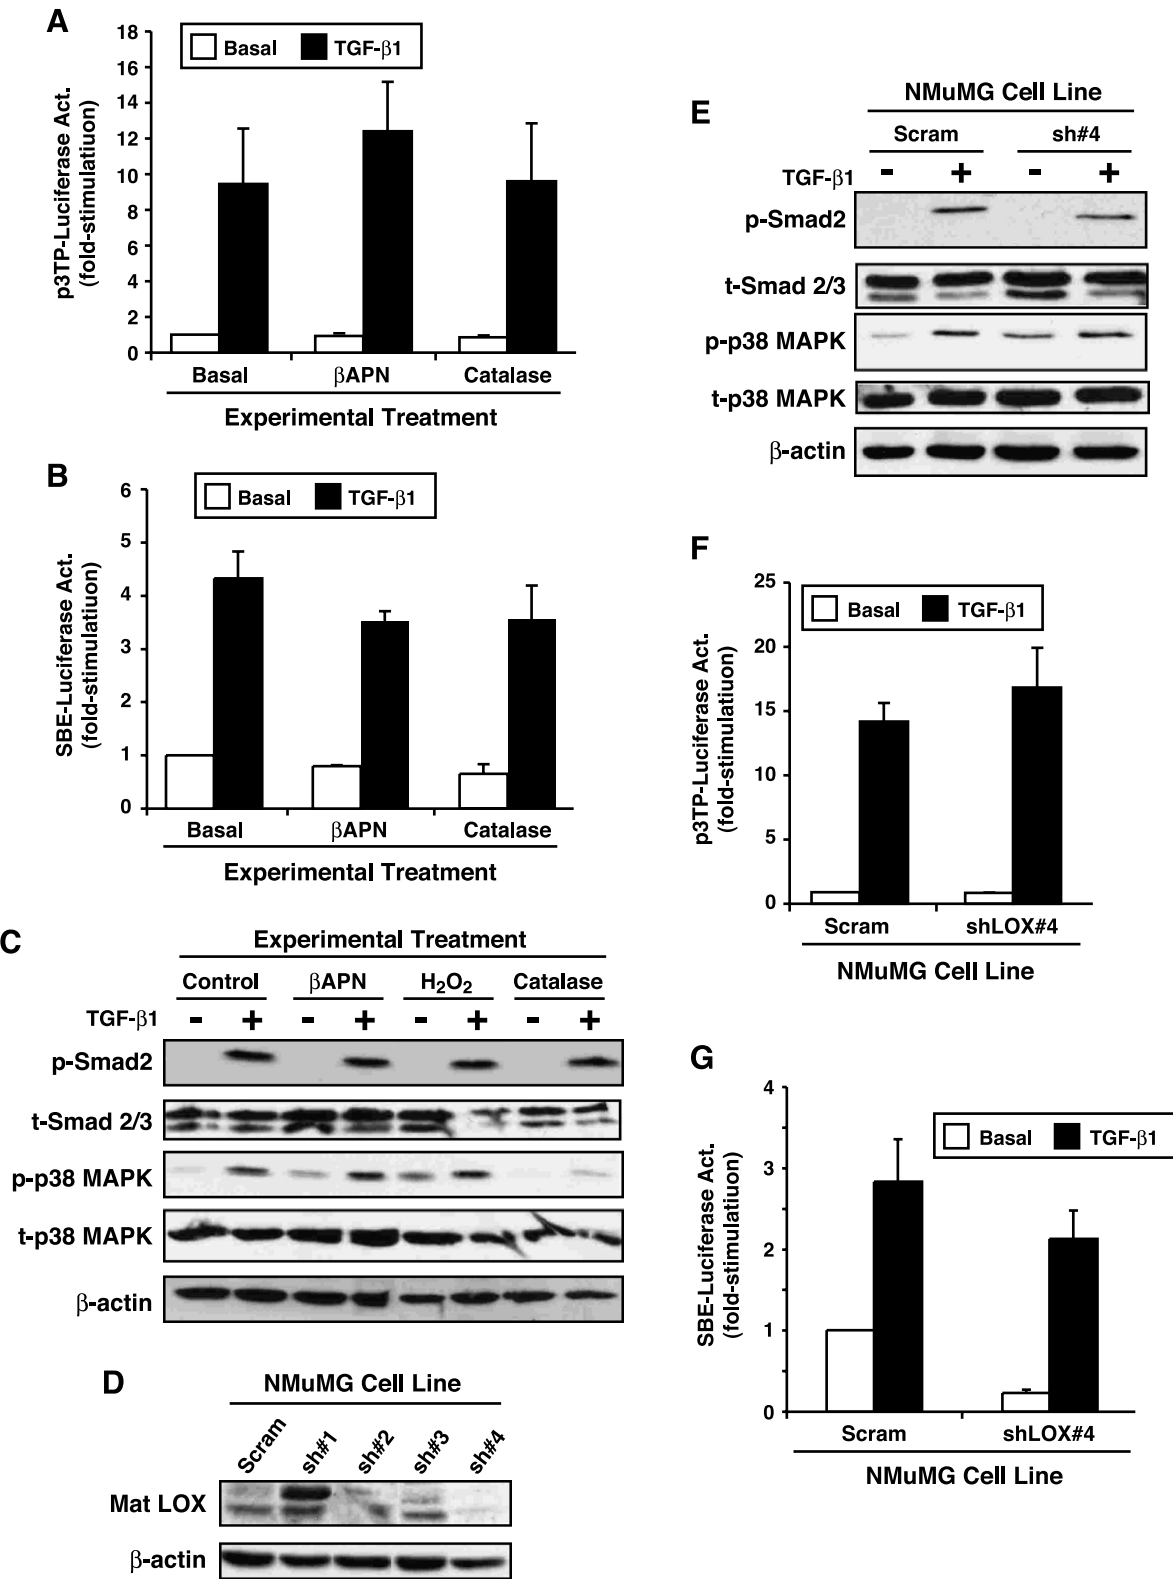 A
p3TP-Luciferase Act.
(fold-stimulatiuon)
18
16
14
12
10
8
6
4
2
0
Basal TGF-β1
Basal βAPN Catalase
Experimental Treatment
B
SBE-Luciferase Act.
(fold-stimulatiuon)
6
5
4
3
2
1
0
Basal TGF-β1
Basal βAPN Catalase
Experimental Treatment
C
Experimental Treatment
Control βAPN H₂O₂ Catalase
TGF-β1 - + - + - + - +
p-Smad2
t-Smad 2/3
p-p38 MAPK
t-p38 MAPK
β-actin
D
NMuMG Cell Line
Scram sh#1 sh#2 sh#3 sh#4
Mat LOX
β-actin
E
NMuMG Cell Line
Scram sh#4
TGF-β1 - + - +
p-Smad2
t-Smad 2/3
p-p38 MAPK
t-p38 MAPK
β-actin
F
p3TP-Luciferase Act.
(fold-stimulatiuon)
25
20
15
10
5
0
Basal TGF-β1
Scram shLOX#4
NMuMG Cell Line
G
SBE-Luciferase Act.
(fold-stimulatiuon)
4
3
2
1
0
Basal TGF-β1
Scram shLOX#4
NMuMG Cell Line